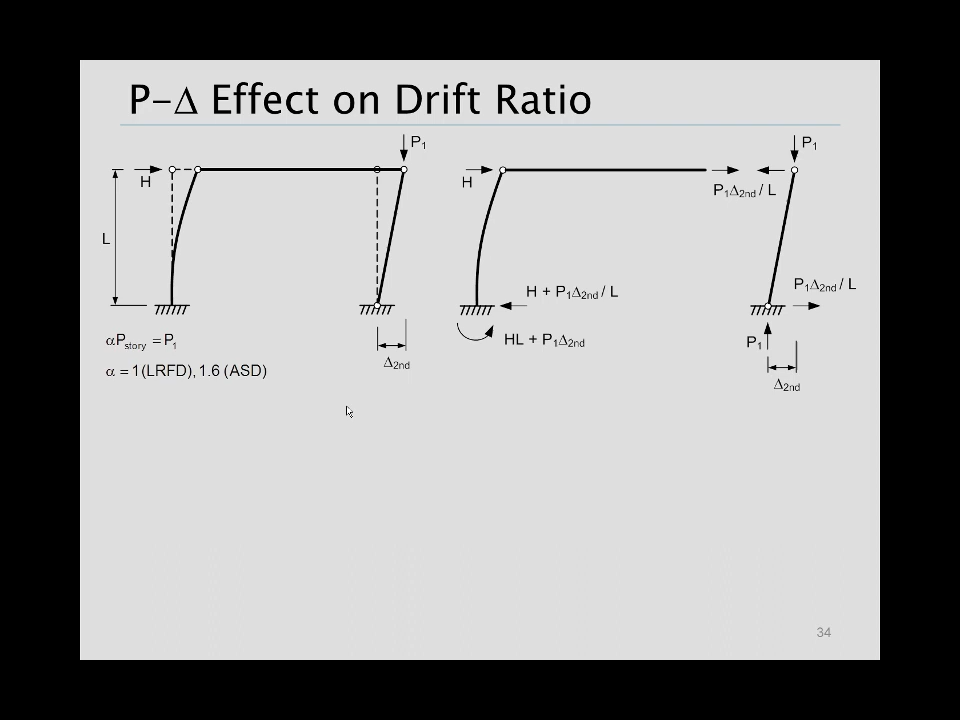 P-Δ Effect on Drift Ratio
P₁
H
L
αP_story = P₁
α = 1(LRFD), 1.6 (ASD)
Δ2nd
H
P₁Δ2nd / L
H + P₁Δ2nd / L
HL + P₁Δ2nd
P₁
P₁Δ2nd / L
P₁
Δ2nd
34